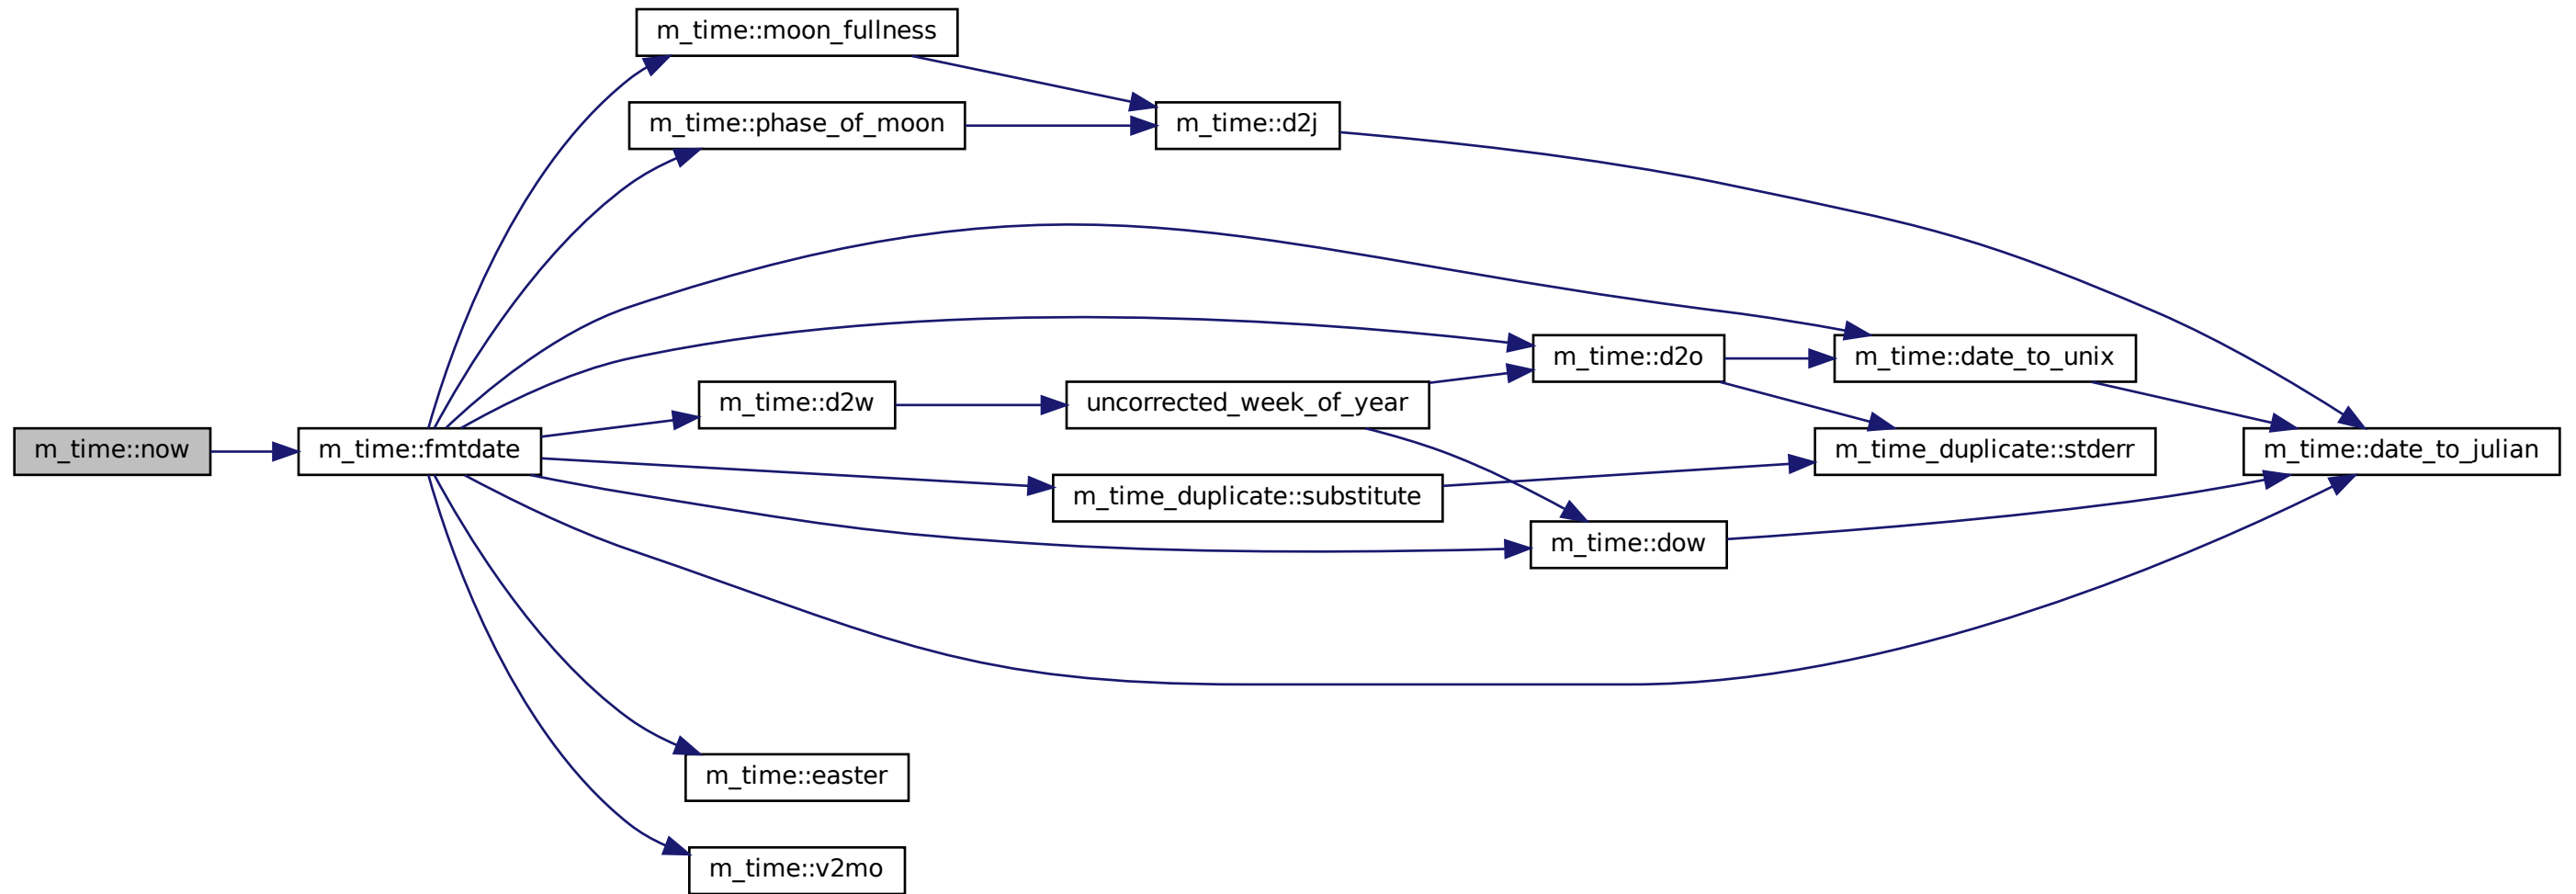 m_time::moon_fullness
m_time::phase_of_moon
m_time::d2j
m_time::d2o
m_time::date_to_unix
m_time::d2w
uncorrected_week_of_year
m_time::now
m_time::fmtdate
m_time_duplicate::stderr
m_time::date_to_julian
m_time_duplicate::substitute
m_time::dow
m_time::easter
m_time::v2mo